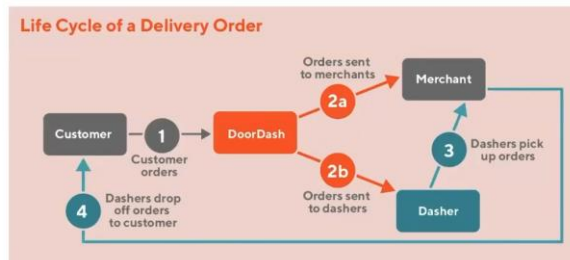 Life Cycle of a Delivery Order
Orders sent
to merchants
2a
Merchant
Customer
1
DoorDash
Customer
orders
3
Dashers pick
up orders
2b
Orders sent
to dashers
Dasher
4
Dashers drop
off orders
to customer